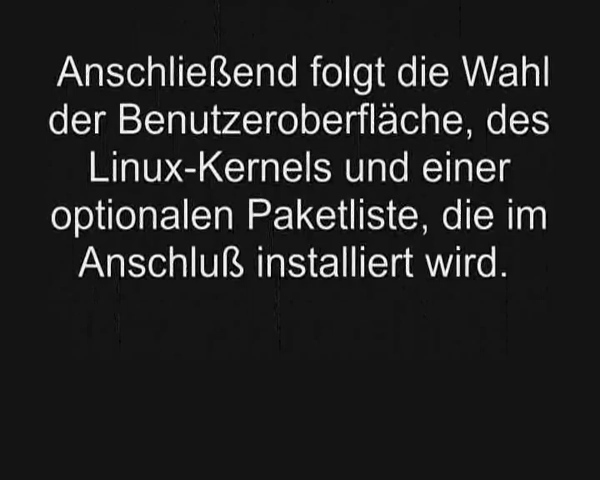 Anschließend folgt die Wahl
der Benutzeroberfläche, des
Linux-Kernels und einer
optionalen Paketliste, die im
Anschluß installiert wird.